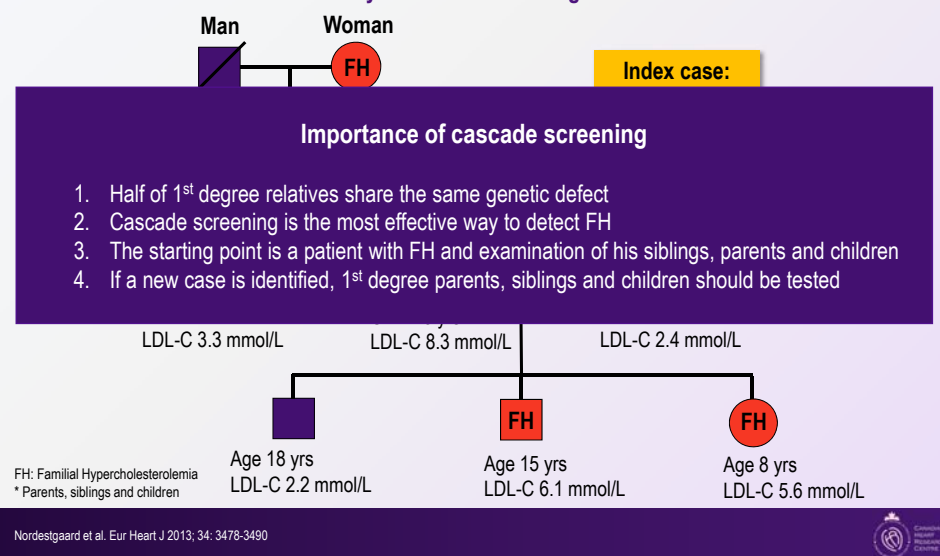 Man
Woman
FH
Index case:
Importance of cascade screening
1. Half of 1st degree relatives share the same genetic defect
2. Cascade screening is the most effective way to detect FH
3. The starting point is a patient with FH and examination of his siblings, parents and children
4. If a new case is identified, 1st degree parents, siblings and children should be tested
LDL-C 3.3 mmol/L
LDL-C 8.3 mmol/L
LDL-C 2.4 mmol/L
FH
FH
Age 18 yrs
LDL-C 2.2 mmol/L
Age 15 yrs
LDL-C 6.1 mmol/L
Age 8 yrs
LDL-C 5.6 mmol/L
FH: Familial Hypercholesterolemia
* Parents, siblings and children
Nordestgaard et al. Eur Heart J 2013; 34: 3478-3490
CANADIAN
HEART
RESEARCH
CENTRE